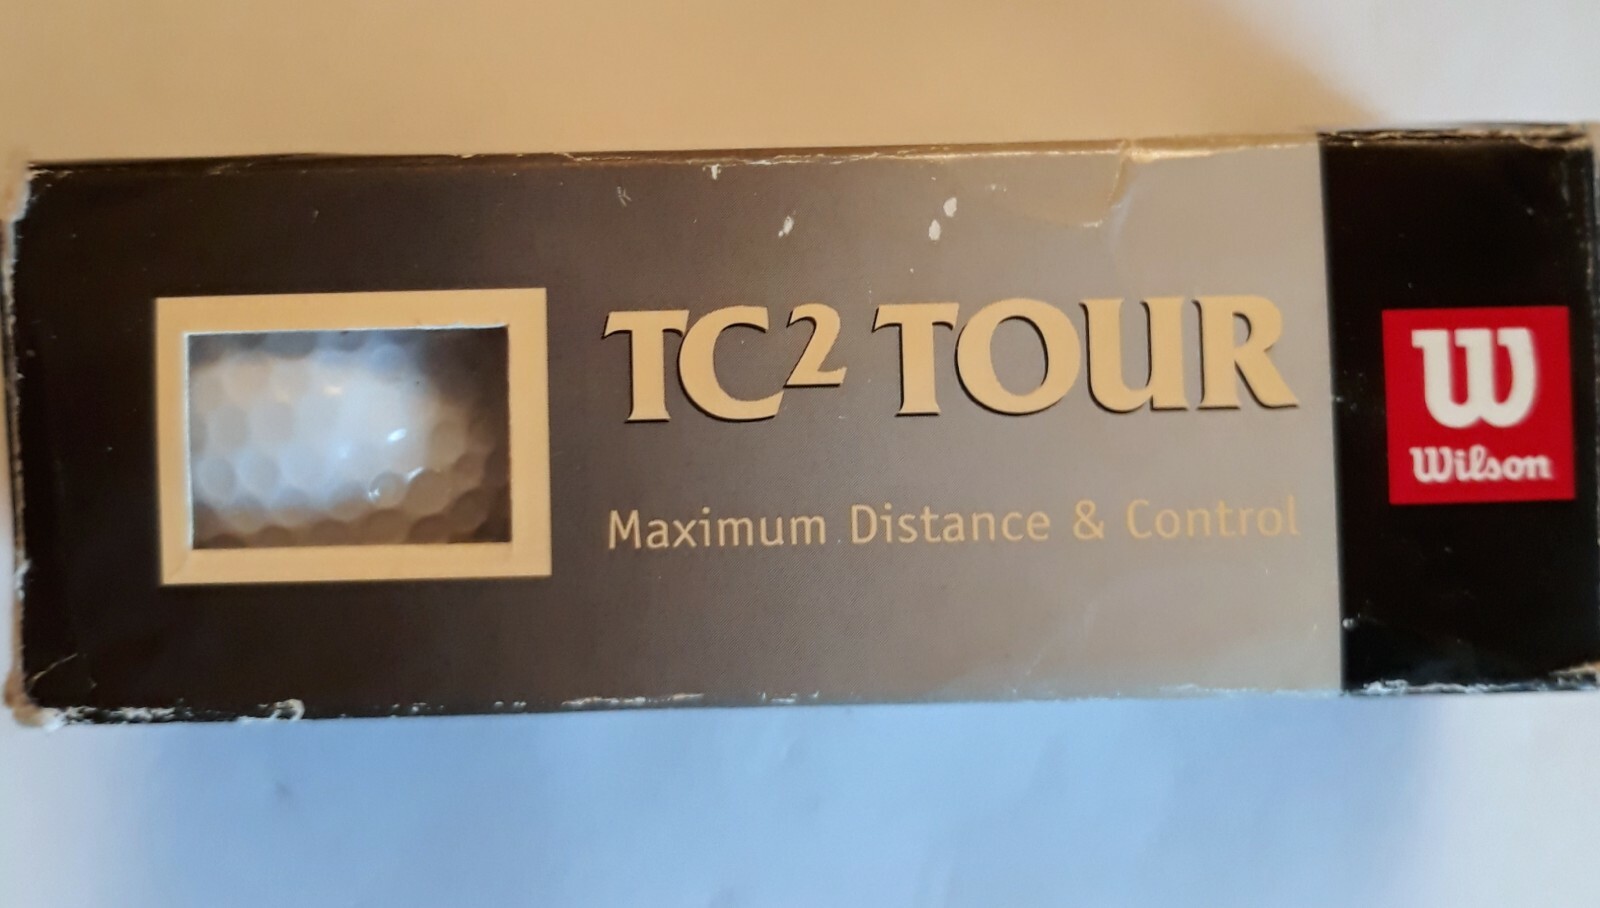 TC² TOUR
Maximum Distance & Control
W
Wilson